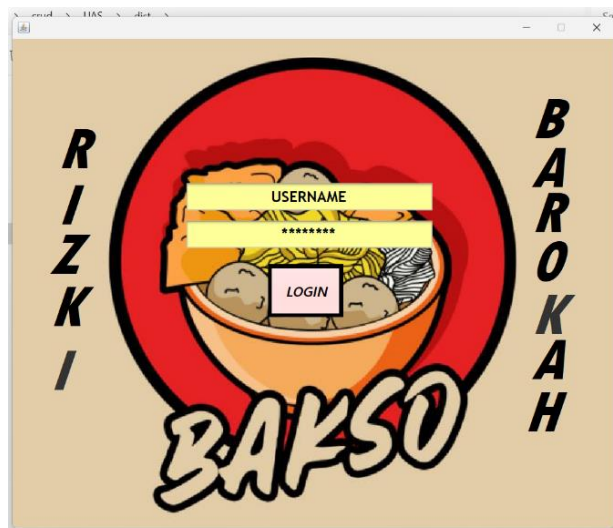 crud > UAS > dist >
RIZKI
BAROKAH
USERNAME
********
LOGIN
BAKSO